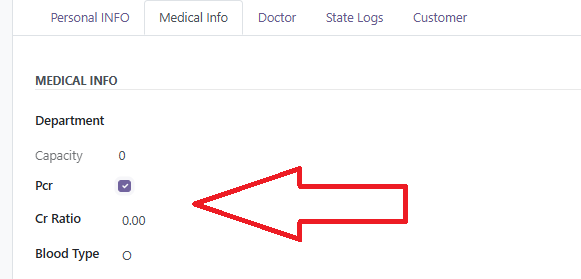 Personal INFO Medical Info Doctor State Logs Customer
MEDICAL INFO
Department
Capacity 0
Pcr
Cr Ratio 0.00
Blood Type O